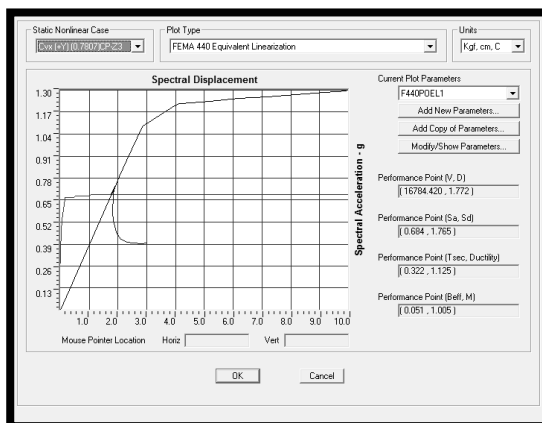 Static Nonlinear Case
Cvx (+Y) (0.7807)CP-Z3
Plot Type
FEMA 440 Equivalent Linearization
Units
Kgf, cm, C
Spectral Displacement
1.30
1.17
1.04
0.91
0.78
0.65
0.52
0.39
0.26
0.13
1.0 2.0 3.0 4.0 5.0 6.0 7.0 8.0 9.0 10.0
Spectral Acceleration - g
Mouse Pointer Location Horiz Vert
Current Plot Parameters
F440POEL1
Add New Parameters...
Add Copy of Parameters...
Modify/Show Parameters...
Performance Point (V, D)
( 16784.420 , 1.772 )
Performance Point (Sa, Sd)
( 0.684 , 1.765 )
Performance Point (Tsec, Ductility)
( 0.322 , 1.125 )
Performance Point (Beff, M)
( 0.051 , 1.005 )
OK Cancel